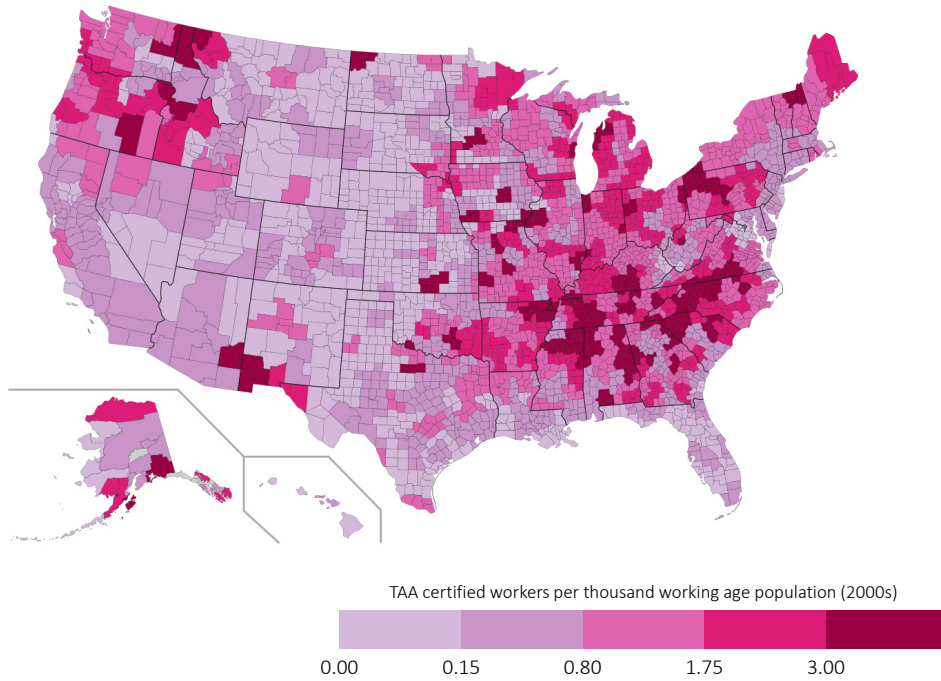 TAA certified workers per thousand working age population (2000s)
0.00 0.15 0.80 1.75 3.00